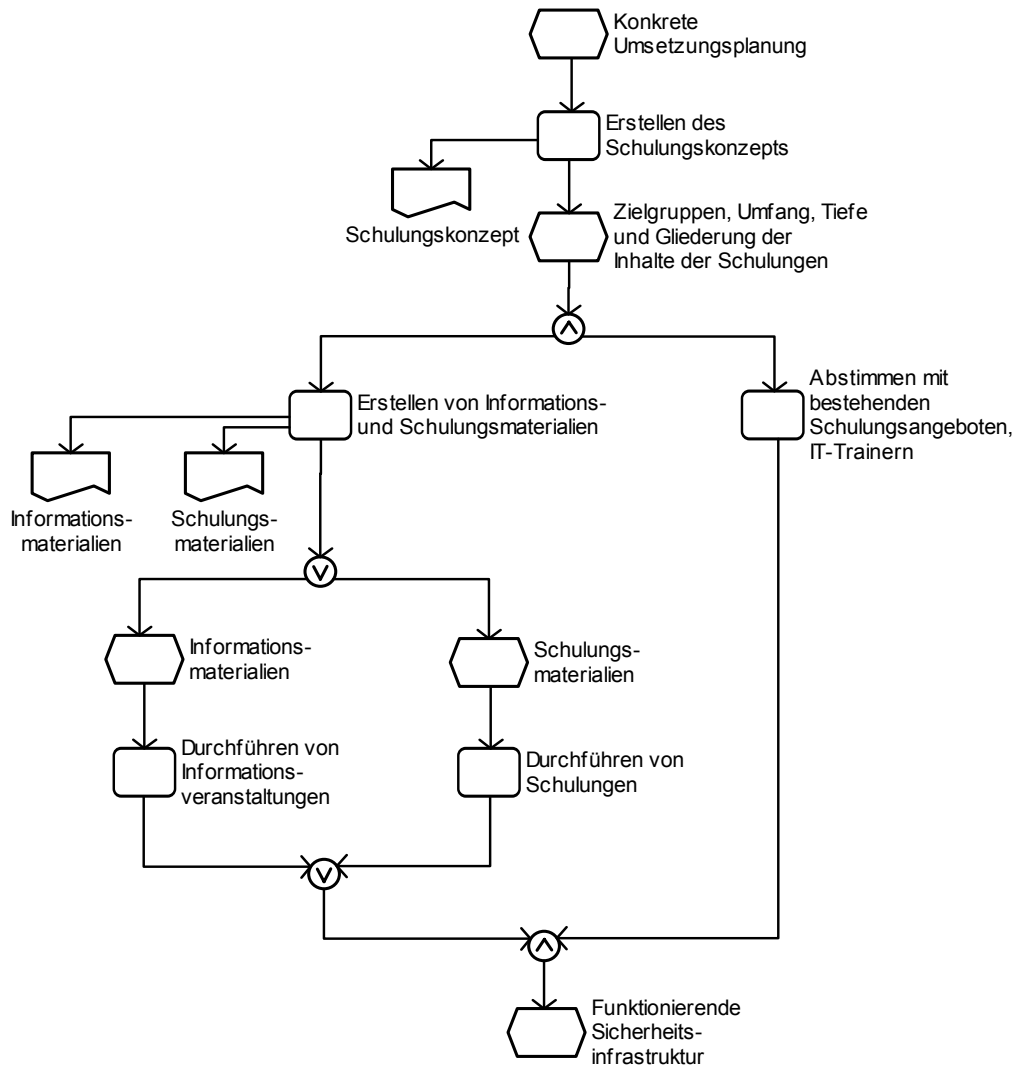 Konkrete
Umsetzungsplanung
Erstellen des
Schulungskonzepts
Schulungskonzept
Zielgruppen, Umfang, Tiefe
und Gliederung der
Inhalte der Schulungen
Erstellen von Informations-
und Schulungsmaterialien
Abstimmen mit
bestehenden
Schulungsangeboten,
IT-Trainern
Informations-
materialien
Schulungs-
materialien
Informations-
materialien
Schulungs-
materialien
Durchführen von
Informations-
veranstaltungen
Durchführen von
Schulungen
Funktionierende
Sicherheits-
infrastruktur